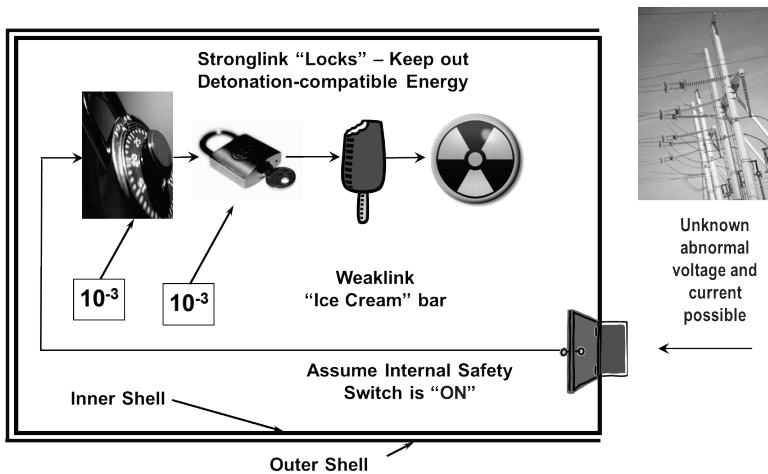 Stronglink “Locks” – Keep out
Detonation-compatible Energy
10-3
10-3
Weaklink
“Ice Cream” bar
Unknown
abnormal
voltage and
current
possible
Assume Internal Safety
Switch is “ON”
Inner Shell
Outer Shell